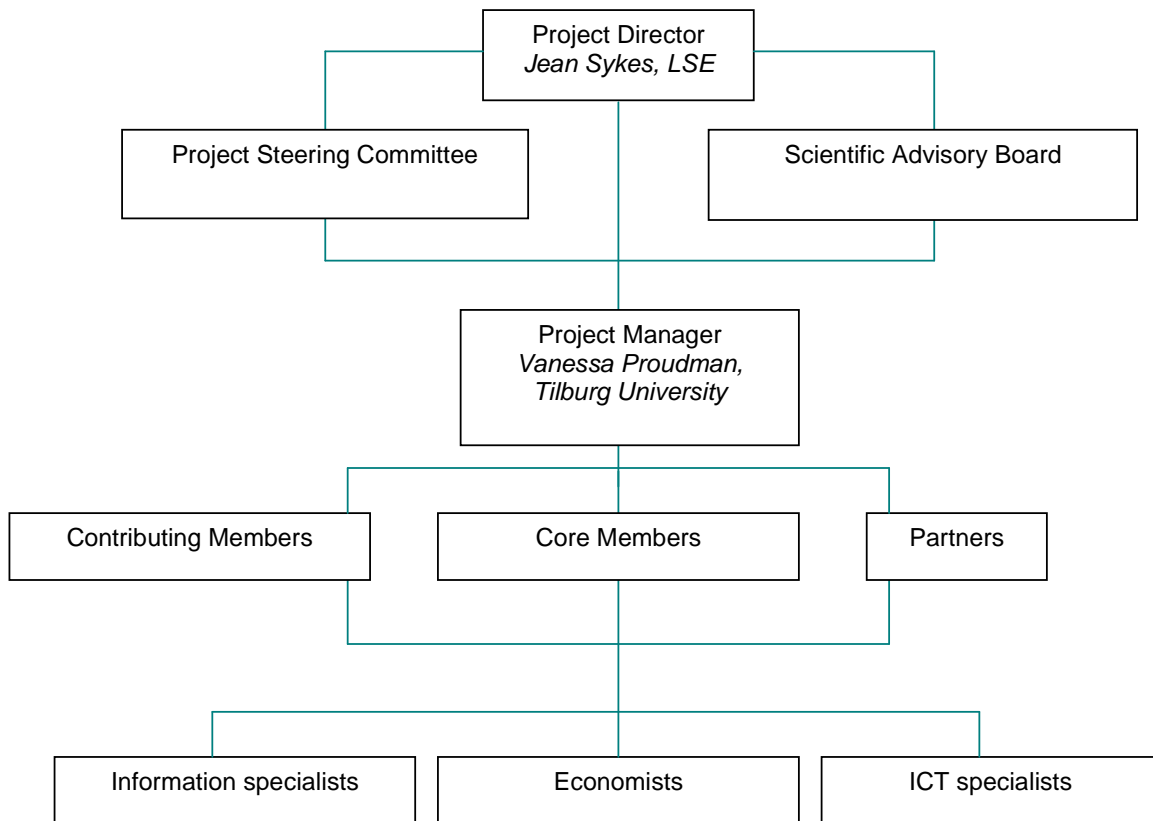 Project Director
Jean Sykes, LSE
Project Steering Committee
Scientific Advisory Board
Project Manager
Vanessa Proudman,
Tilburg University
Contributing Members
Core Members
Partners
Information specialists
Economists
ICT specialists